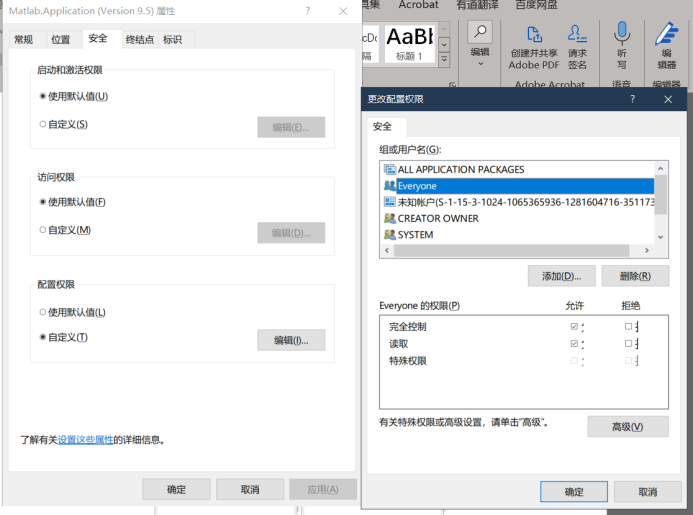 Matlab.Application (Version 9.5) 属性
常规 位置 安全 终结点 标识
启动和激活权限
使用默认值(U)
自定义(S)
编辑(E)...
访问权限
使用默认值(F)
自定义(M)
编辑(D)...
配置权限
使用默认值(L)
自定义(T)
编辑(I)...
了解有关设置这些属性的详细信息。
确定 取消 应用(A)
具集 Acrobat 有道翻译 百度网盘
标题 1
编辑
创建并共享 Adobe PDF
请求签名
听写
编辑器
Adobe Acrobat 语音 编辑器
更改配置权限
安全
组或用户名(G):
ALL APPLICATION PACKAGES
Everyone
未知帐户(S-1-15-3-1024-1065365936-1281604716-351173
CREATOR OWNER
SYSTEM
添加(D)... 删除(R)
Everyone 的权限(P) 允许 拒绝
完全控制
读取
特殊权限
有关特殊权限或高级设置，请单击"高级"。
高级(V)
确定 取消